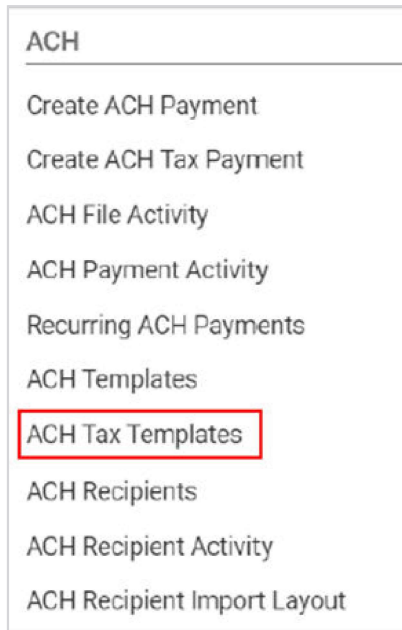 ACH
Create ACH Payment
Create ACH Tax Payment
ACH File Activity
ACH Payment Activity
Recurring ACH Payments
ACH Templates
ACH Tax Templates
ACH Recipients
ACH Recipient Activity
ACH Recipient Import Layout